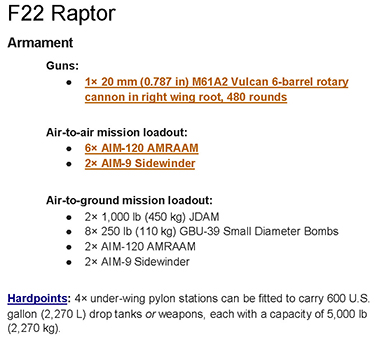 F22 Raptor
Armament
Guns:
● 1× 20 mm (0.787 in) M61A2 Vulcan 6-barrel rotary
cannon in right wing root, 480 rounds
Air-to-air mission loadout:
● 6× AIM-120 AMRAAM
● 2× AIM-9 Sidewinder
Air-to-ground mission loadout:
● 2× 1,000 lb (450 kg) JDAM
● 8× 250 lb (110 kg) GBU-39 Small Diameter Bombs
● 2× AIM-120 AMRAAM
● 2× AIM-9 Sidewinder
Hardpoints: 4× under-wing pylon stations can be fitted to carry 600 U.S.
gallon (2,270 L) drop tanks or weapons, each with a capacity of 5,000 lb
(2,270 kg).